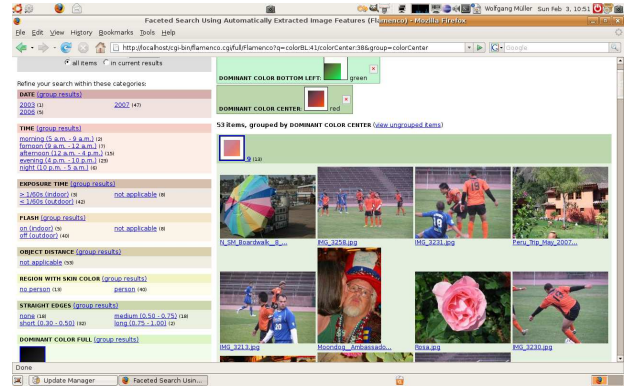 Wolfgang Müller Sun Feb 3, 10:51
Faceted Search Using Automatically Extracted Image Features (Flamenco) - Mozilla Firefox
File Edit View History Bookmarks Tools Help
http://localhost/cgi-bin/flamenco.cgi/full/Flamenco?q=colorBL:41/colorCenter:38&group=colorCenter
Google
all items in current results
Refine your search within these categories:
DATE (group results)
2003 (1) 2007 (47)
2006 (5)
TIME (group results)
morning (5 a.m. - 9 a.m.) (2)
fornoon (9 a.m. - 12 a.m.) (7)
afternoon (12 a.m. - 4 p.m.) (15)
evening (4 p.m. - 10 p.m.) (23)
night (10 p.m. - 5 a.m.) (6)
EXPOSURE TIME (group results)
> 1/60s (indoor) (3) not applicable (8)
< 1/60s (outdoor) (42)
FLASH (group results)
on (indoor) (5) not applicable (8)
off (outdoor) (40)
OBJECT DISTANCE (group results)
not applicable (53)
REGION WITH SKIN COLOR (group results)
no person (13) person (40)
STRAIGHT EDGES (group results)
none (18) medium (0.50 - 0.75) (18)
short (0.30 - 0.50) (32) long (0.75 - 1.00) (2)
DOMINANT COLOR FULL (group results)
DOMINANT COLOR BOTTOM LEFT: green
DOMINANT COLOR CENTER: red
53 items, grouped by DOMINANT COLOR CENTER (view ungrouped items)
9 (13)
N_SM_Boardwalk__8_... IMG_3258.jpg IMG_3231.jpg Peru_Trip_May_2007...
IMG_3213.jpg Moondog__Ambassado... Rosa.jpg IMG_3230.jpg
Done
Update Manager Faceted Search Usin...